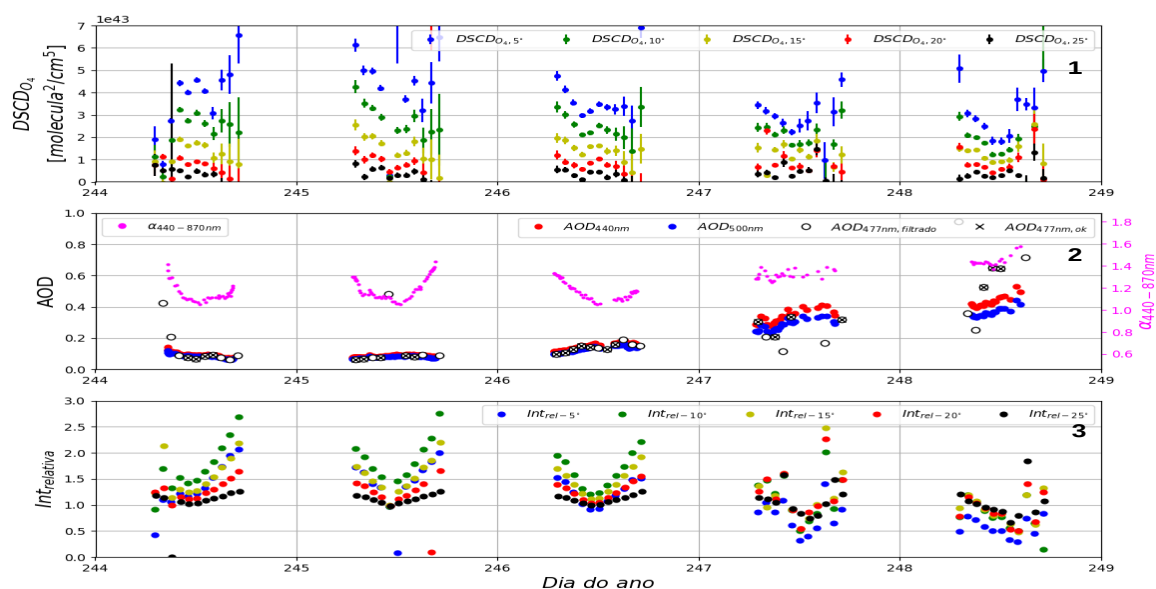 1e43
7
6
5
4
3
2
1
0
DSCD_O₄
[molecula²/cm⁵]
DSCD_O₄,5° DSCD_O₄,10° DSCD_O₄,15° DSCD_O₄,20° DSCD_O₄,25°
1
244 245 246 247 248 249
1.0
0.8
0.6
0.4
0.2
0.0
AOD
α440−870nm
AOD440nm AOD500nm AOD477nm,filtrado AOD477nm,ok
2
1.8
1.6
1.4
1.2
1.0
0.8
0.6
α440−870nm
244 245 246 247 248 249
3.0
2.5
2.0
1.5
1.0
0.5
0.0
Int_relativa
Int_rel−5° Int_rel−10° Int_rel−15° Int_rel−20° Int_rel−25°
3
244 245 246 247 248 249
Dia do ano